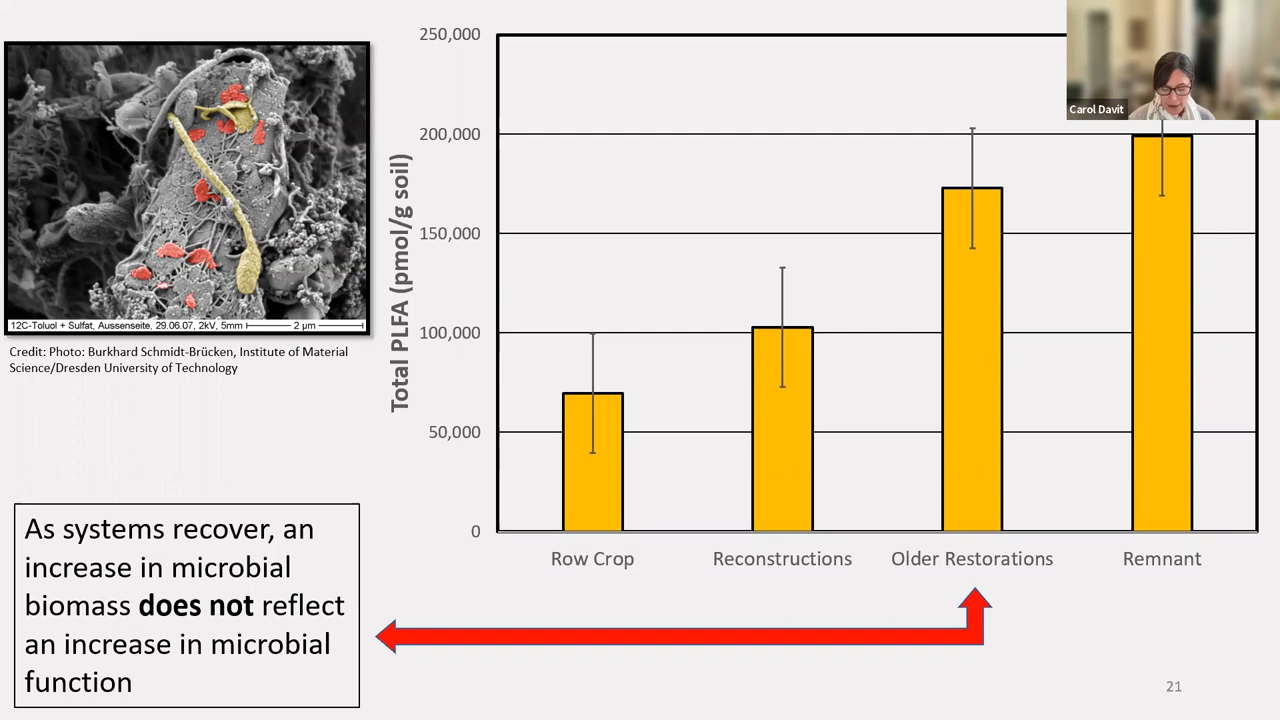 12C-Toluol + Sulfat, Aussenseite, 29.06.07, 2kV, 5mm 2 µm
Credit: Photo: Burkhard Schmidt-Brücken, Institute of Material
Science/Dresden University of Technology
As systems recover, an
increase in microbial
biomass does not reflect
an increase in microbial
function
Total PLFA (pmol/g soil)
250,000
200,000
150,000
100,000
50,000
0
Row Crop
Reconstructions
Older Restorations
Remnant
Carol Davit
21